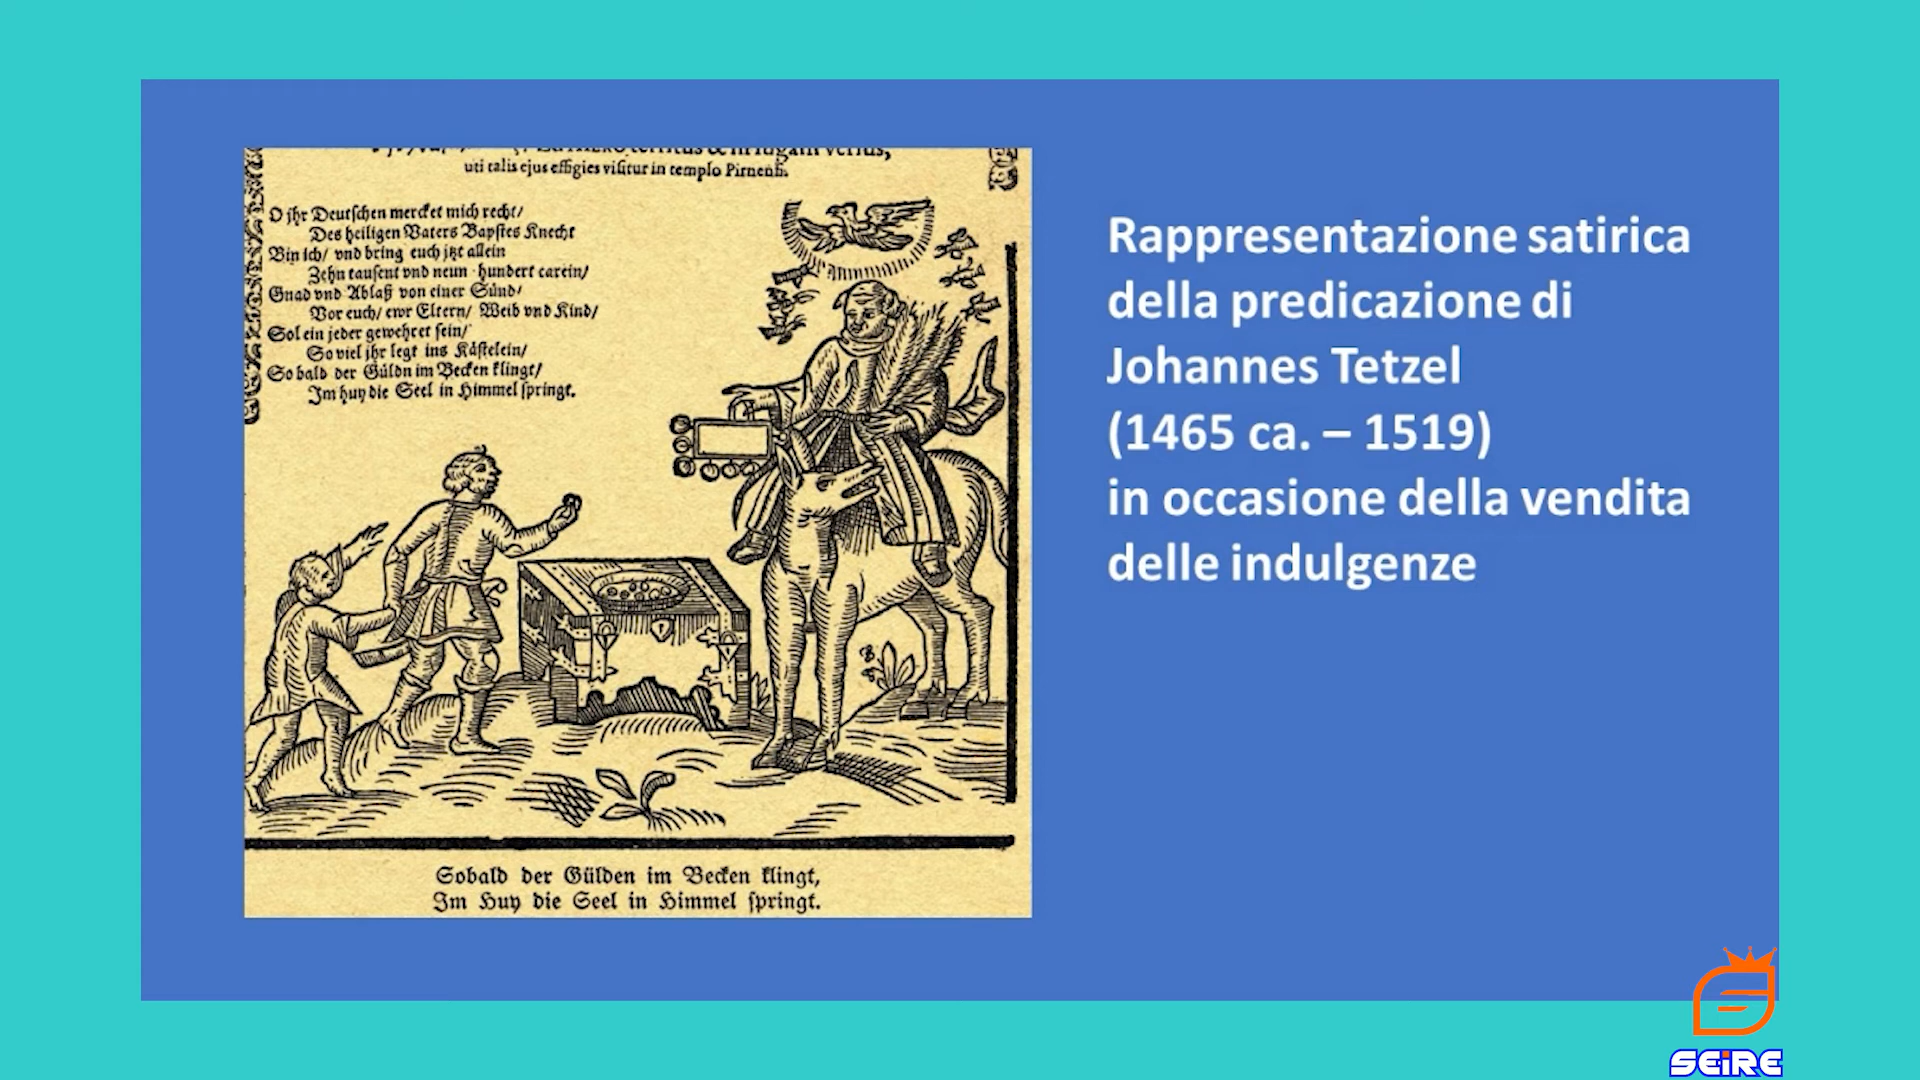 uti talis ejus effigies visitur in templo Pirnensi.
O jhr Deutschen mercket mich recht/
Des heiligen Vaters Bapstes Knecht
Bin ich/ vnd bring euch jtzt allein
Zehn tausent vnd neun hundert carein/
Gnad vnd Ablaß von einer Sünd/
Vor euch/ ewr Eltern/ Weib vnd Kind/
Sol ein jeder gewehret sein/
So viel jhr legt ins Kästelein/
So bald der Güldn im Becken klingt/
Im huy die Seel in Himmel springt.
Sobald der Gülden im Becken klingt,
Im Huy die Seel in Himmel springt.
Rappresentazione satirica
della predicazione di
Johannes Tetzel
(1465 ca. – 1519)
in occasione della vendita
delle indulgenze
SEiRE